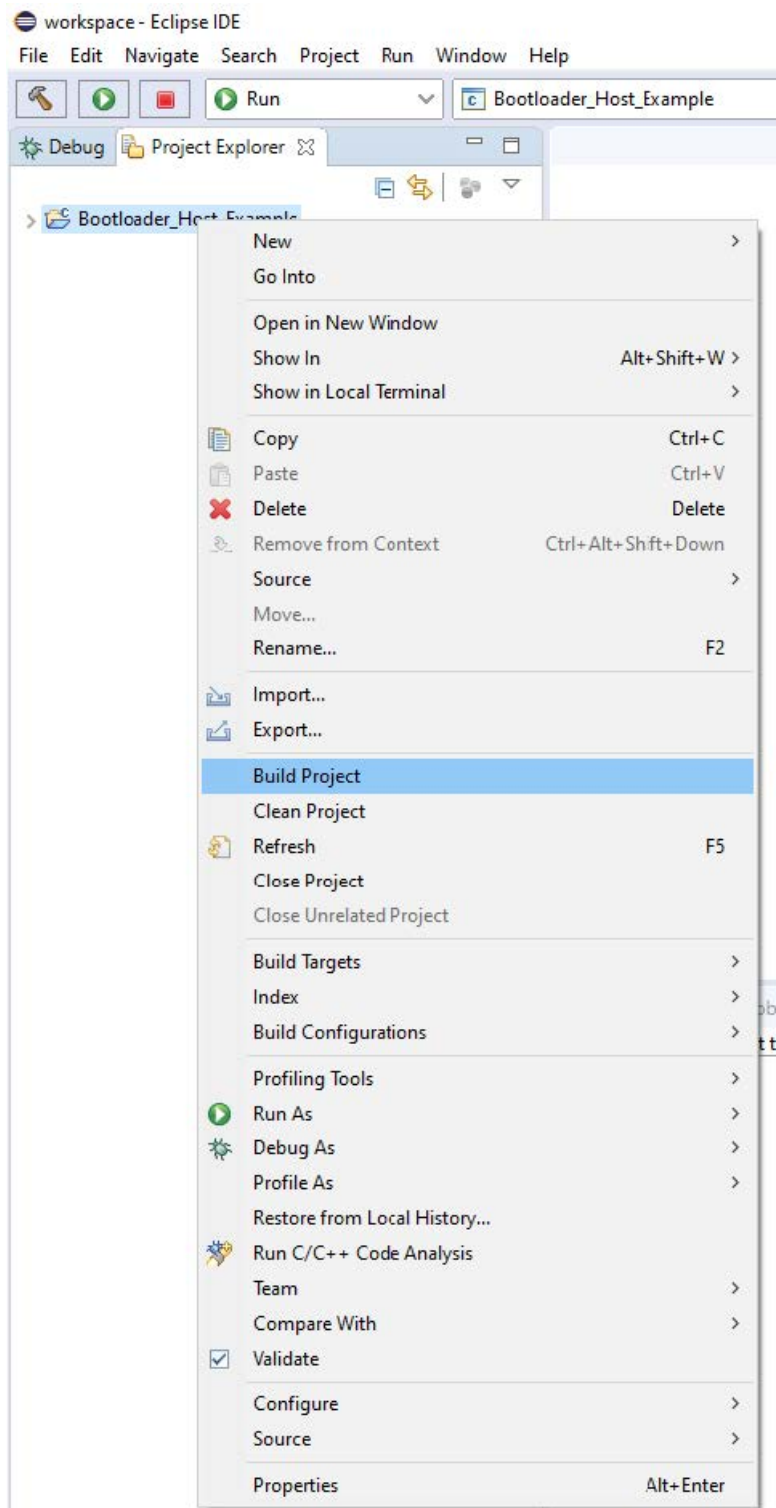 workspace - Eclipse IDE
File Edit Navigate Search Project Run Window Help
Run Bootloader_Host_Example
Debug Project Explorer
Bootloader_Host_Example
New
Go Into
Open in New Window
Show In Alt+Shift+W
Show in Local Terminal
Copy Ctrl+C
Paste Ctrl+V
Delete Delete
Remove from Context Ctrl+Alt+Shift+Down
Source
Move...
Rename... F2
Import...
Export...
Build Project
Clean Project
Refresh F5
Close Project
Close Unrelated Project
Build Targets
Index
Build Configurations
Profiling Tools
Run As
Debug As
Profile As
Restore from Local History...
Run C/C++ Code Analysis
Team
Compare With
Validate
Configure
Source
Properties Alt+Enter